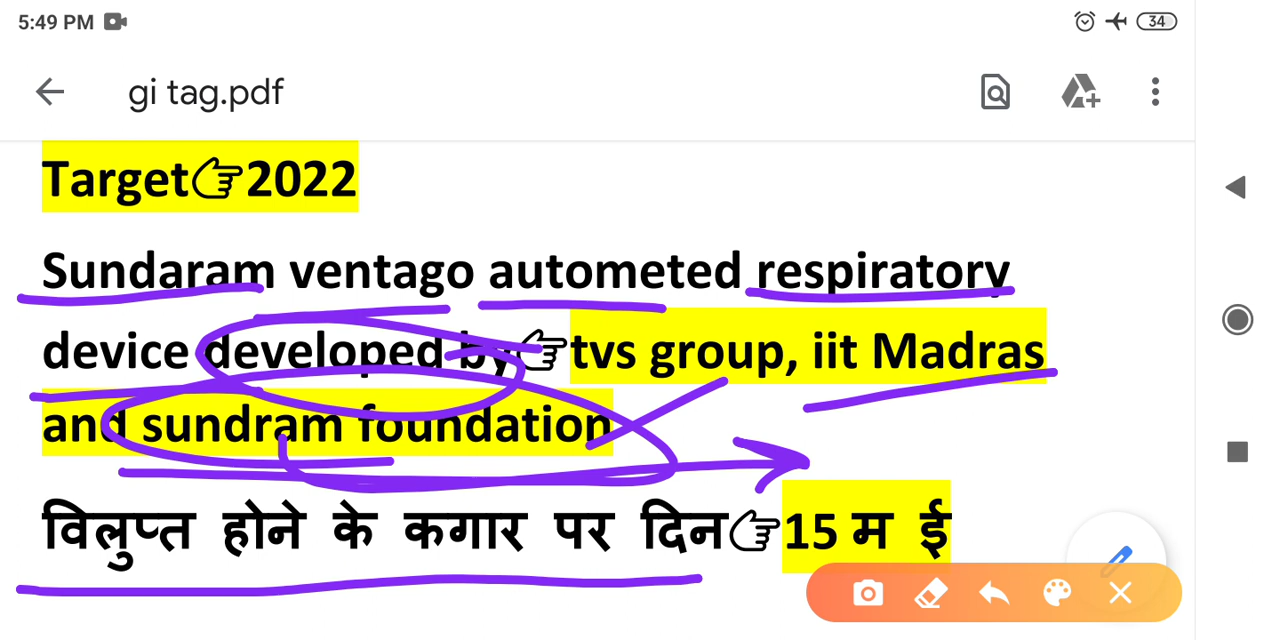 5:49 PM 34
gi tag.pdf
Target👉2022
Sundaram ventago autometed respiratory
device developed by👉tvs group, iit Madras
and sundram foundation
विलुप्त होने के कगार पर दिन👉15 म ई